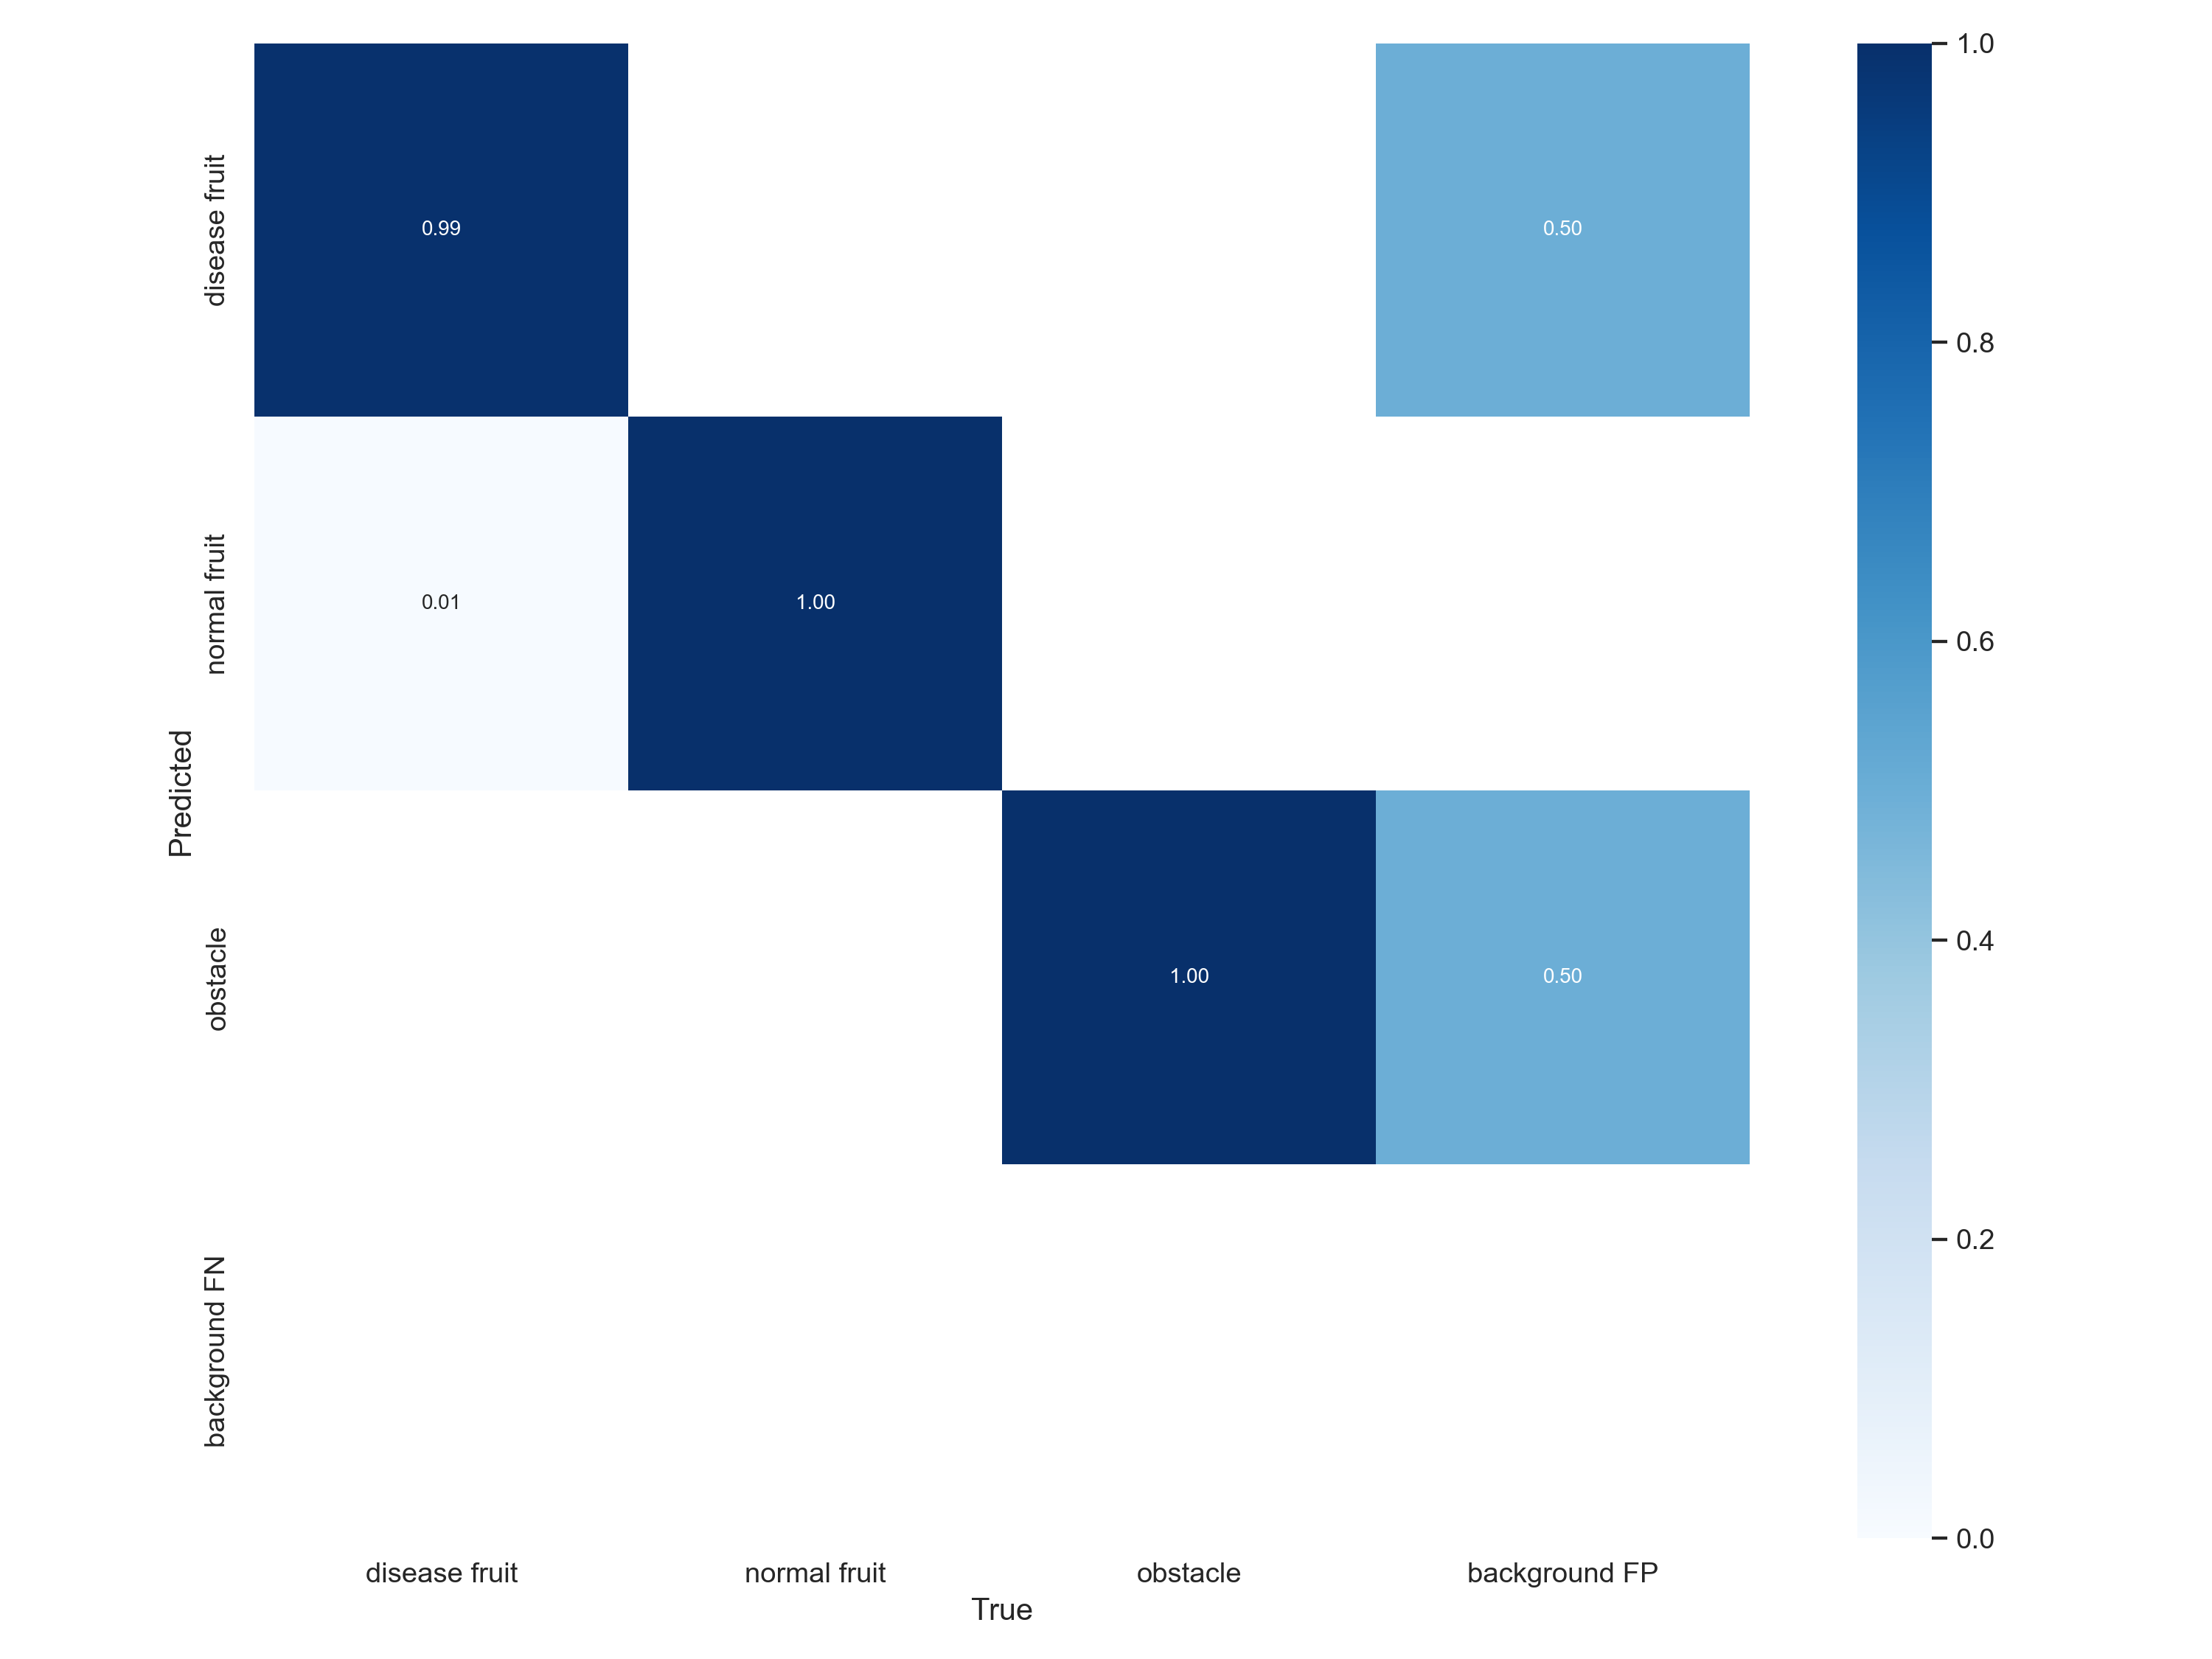 disease fruit
0.99
0.50
normal fruit
0.01
1.00
Predicted
obstacle
1.00
0.50
background FN
disease fruit
normal fruit
obstacle
background FP
True
1.0
0.8
0.6
0.4
0.2
0.0